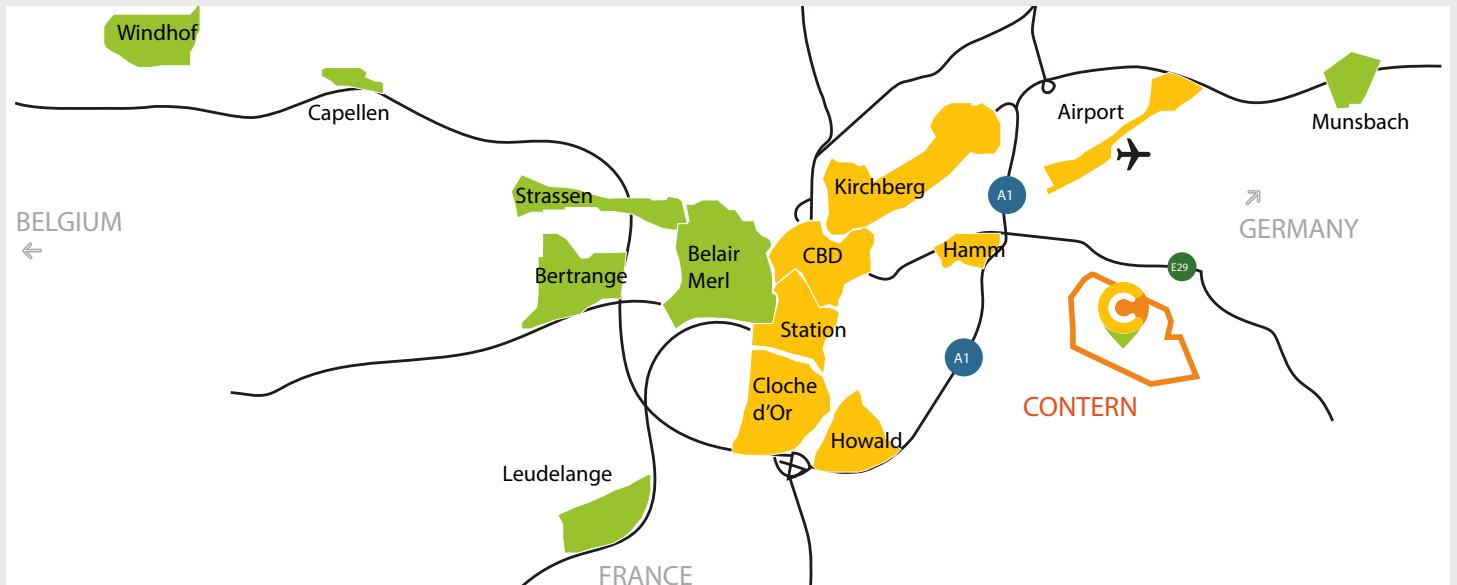 Windhof
Capellen
Airport
Munsbach
Strassen
Kirchberg
A1
BELGIUM
GERMANY
Belair
Merl
CBD
Hamm
E29
Bertrange
Station
A1
Cloche
d'Or
CONTERN
Howald
Leudelange
FRANCE